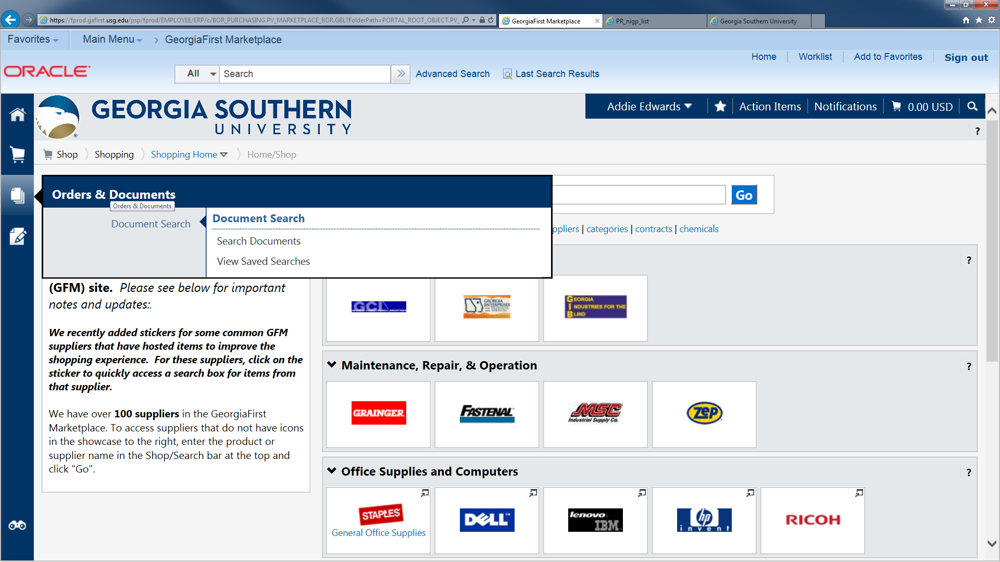 https://fprod.gafirst.usg.edu/psp/fprod/EMPLOYEE/ERP/c/BOR_PURCHASING.PV_MARKETPLACE_BOR.GBL?FolderPath=PORTAL_ROOT_OBJECT.PV_
GeorgiaFirst Marketplace
PR_nigp_list
Georgia Southern University
Favorites
Main Menu
GeorgiaFirst Marketplace
Home
Worklist
Add to Favorites
Sign out
ORACLE
All
Search
Advanced Search
Last Search Results
GEORGIA SOUTHERN
UNIVERSITY
Addie Edwards
Action Items
Notifications
0.00 USD
?
Shop
Shopping
Shopping Home
Home/Shop
Orders & Documents
Orders & Documents
Go
Document Search
Document Search
Search Documents
View Saved Searches
ppliers | categories | contracts | chemicals
?
(GFM) site. Please see below for important
notes and updates:.
We recently added stickers for some common GFM
suppliers that have hosted items to improve the
shopping experience. For these suppliers, click on the
sticker to quickly access a search box for items from
that supplier.
We have over 100 suppliers in the GeorgiaFirst
Marketplace. To access suppliers that do not have icons
in the showcase to the right, enter the product or
supplier name in the Shop/Search bar at the top and
click "Go".
GCI
GEORGIA
ENTERPRISES
FOR PRODUCTS
AND SERVICES
GEORGIA
INDUSTRIES FOR THE
BLIND
Maintenance, Repair, & Operation
?
GRAINGER
FASTENAL
MSC
Industrial Supply Co.
ZEP
Office Supplies and Computers
?
STAPLES
General Office Supplies
DELL™
lenovo
IBM
hp
invent
RICOH